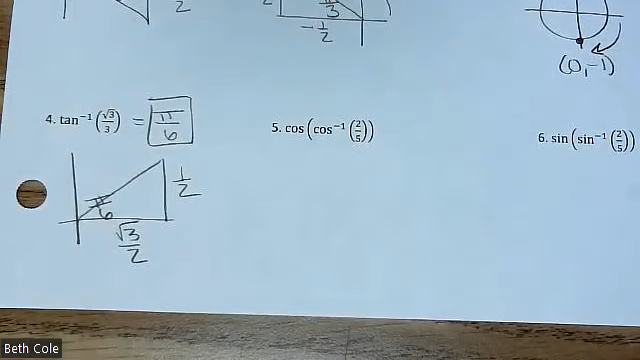 2
- 1/2
(0, -1)
4. tan⁻¹(√3/3) = π/6
5. cos(cos⁻¹(2/5))
6. sin(sin⁻¹(2/5))
1/2
π/6
√3/2
Beth Cole